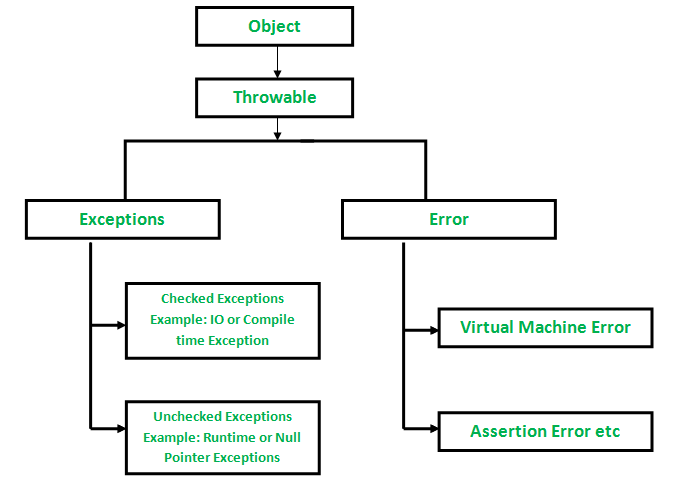 Object
Throwable
Exceptions
Error
Checked Exceptions
Example: IO or Compile
time Exception
Virtual Machine Error
Unchecked Exceptions
Example: Runtime or Null
Pointer Exceptions
Assertion Error etc